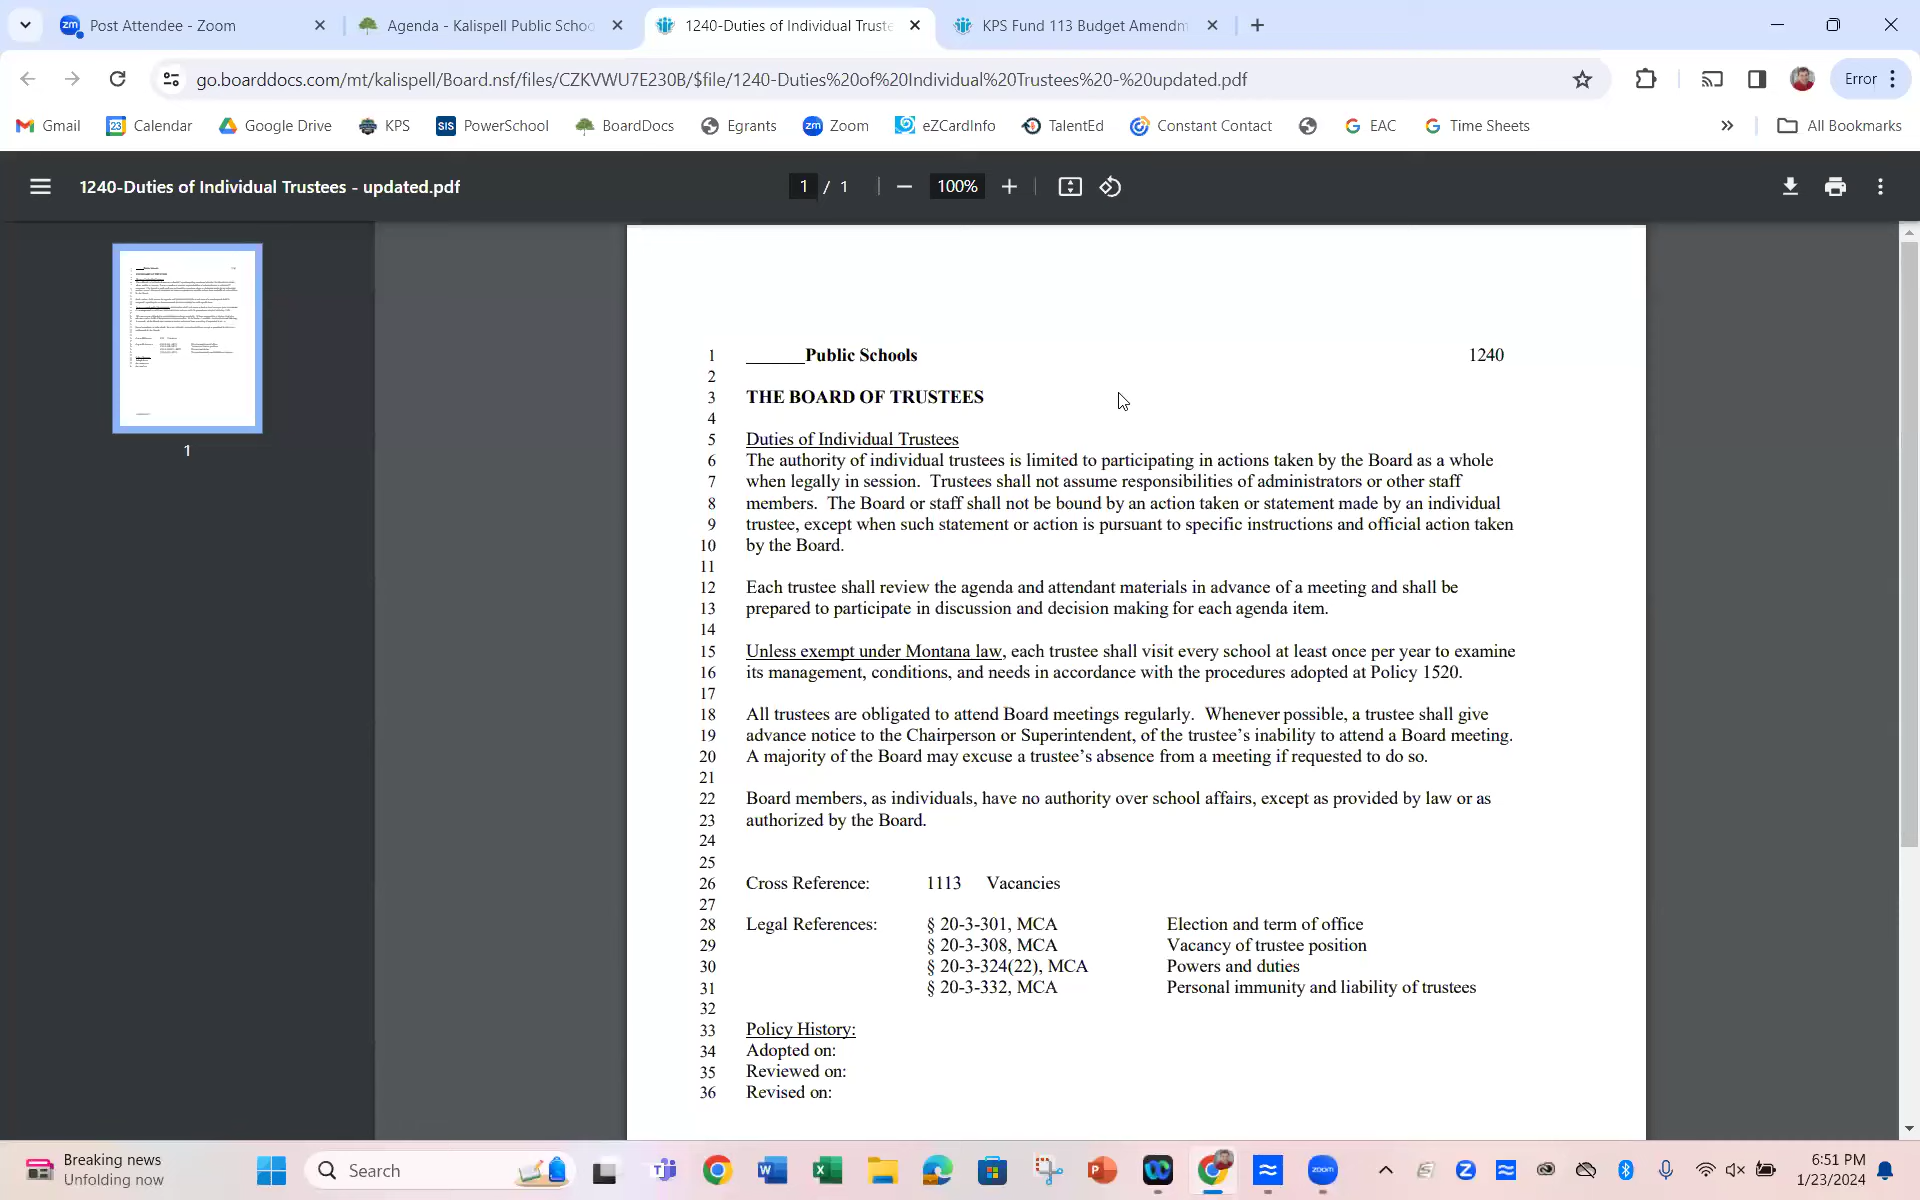 Post Attendee - Zoom
Agenda - Kalispell Public Schoo
1240-Duties of Individual Truste
KPS Fund 113 Budget Amendm
go.boarddocs.com/mt/kalispell/Board.nsf/files/CZKVWU7E230B/$file/1240-Duties%20of%20Individual%20Trustees%20-%20updated.pdf
Error
Gmail
23 Calendar
Google Drive
KPS
SIS PowerSchool
BoardDocs
Egrants
zm Zoom
eZCardInfo
TalentEd
Constant Contact
EAC
Time Sheets
All Bookmarks
1240-Duties of Individual Trustees - updated.pdf
1 / 1
100%
1
1 ______Public Schools 1240
2
3 THE BOARD OF TRUSTEES
4
5 Duties of Individual Trustees
6 The authority of individual trustees is limited to participating in actions taken by the Board as a whole
7 when legally in session. Trustees shall not assume responsibilities of administrators or other staff
8 members. The Board or staff shall not be bound by an action taken or statement made by an individual
9 trustee, except when such statement or action is pursuant to specific instructions and official action taken
10 by the Board.
11
12 Each trustee shall review the agenda and attendant materials in advance of a meeting and shall be
13 prepared to participate in discussion and decision making for each agenda item.
14
15 Unless exempt under Montana law, each trustee shall visit every school at least once per year to examine
16 its management, conditions, and needs in accordance with the procedures adopted at Policy 1520.
17
18 All trustees are obligated to attend Board meetings regularly. Whenever possible, a trustee shall give
19 advance notice to the Chairperson or Superintendent, of the trustee's inability to attend a Board meeting.
20 A majority of the Board may excuse a trustee's absence from a meeting if requested to do so.
21
22 Board members, as individuals, have no authority over school affairs, except as provided by law or as
23 authorized by the Board.
24
25
26 Cross Reference: 1113 Vacancies
27
28 Legal References: § 20-3-301, MCA Election and term of office
29 § 20-3-308, MCA Vacancy of trustee position
30 § 20-3-324(22), MCA Powers and duties
31 § 20-3-332, MCA Personal immunity and liability of trustees
32
33 Policy History:
34 Adopted on:
35 Reviewed on:
36 Revised on:
Breaking news
Unfolding now
Search
zoom
6:51 PM
1/23/2024